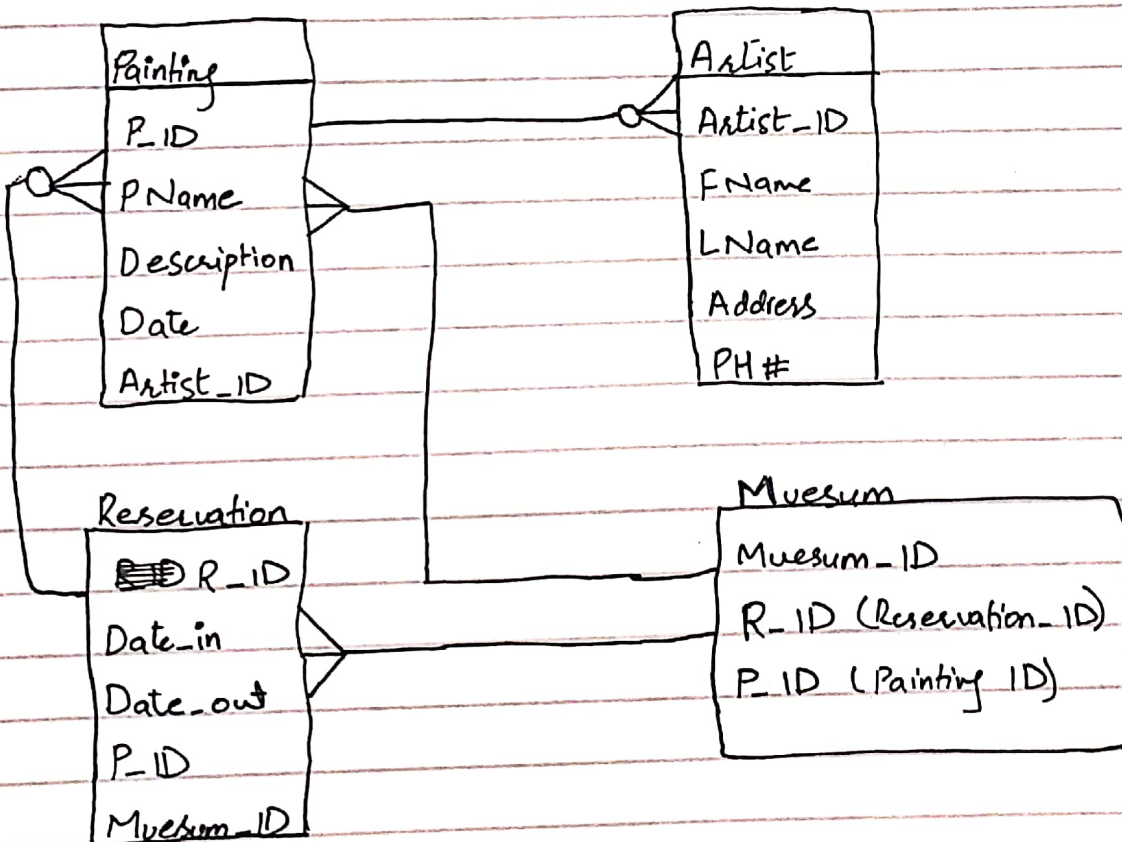 Painting
P_ID
PName
Description
Date
Artist_ID
Artist
Artist_ID
FName
LName
Address
PH#
Reservation
R_ID
Date_in
Date_out
P_ID
Muesum_ID
Muesum
Muesum_ID
R_ID (Reservation_ID)
P_ID (Painting ID)